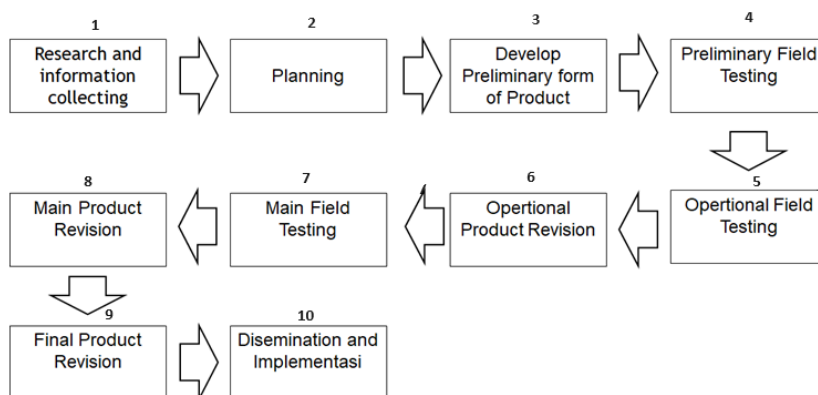 1
Research and
information
collecting
2
Planning
3
Develop
Preliminary form
of Product
4
Preliminary Field
Testing
5
Opertional Field
Testing
6
Opertional
Product Revision
7
Main Field
Testing
8
Main Product
Revision
9
Final Product
Revision
10
Disemination and
Implementasi